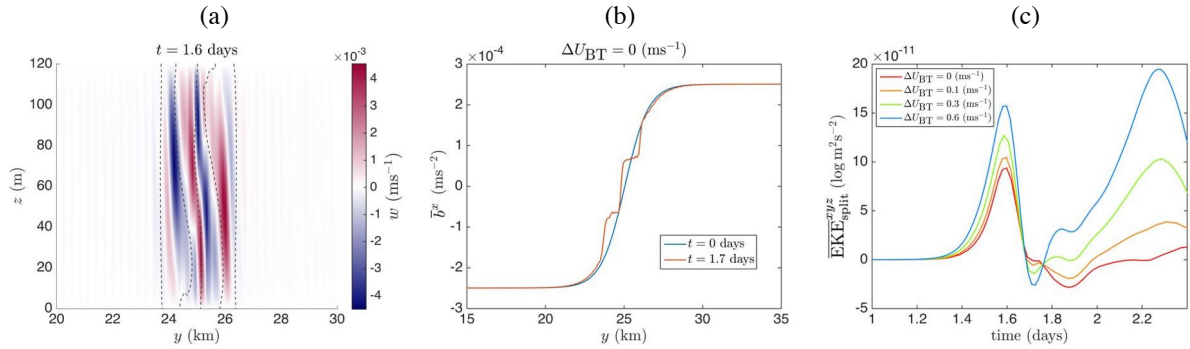 (a)
t = 1.6 days
×10⁻³
120
100
80
60
40
20
0
z (m)
20 22 24 26 28 30
y (km)
4
3
2
1
0
-1
-2
-3
-4
w (ms⁻¹)
(b)
ΔU_BT = 0 (ms⁻¹)
×10⁻⁴
3
2
1
0
-1
-2
-3
b̄ˣ (ms⁻²)
t = 0 days
t = 1.7 days
15 20 25 30 35
y (km)
(c)
×10⁻¹¹
20
15
10
5
0
-5
EKE_split^xyz (log m²s⁻²)
ΔU_BT = 0 (ms⁻¹)
ΔU_BT = 0.1 (ms⁻¹)
ΔU_BT = 0.3 (ms⁻¹)
ΔU_BT = 0.6 (ms⁻¹)
1 1.2 1.4 1.6 1.8 2 2.2
time (days)